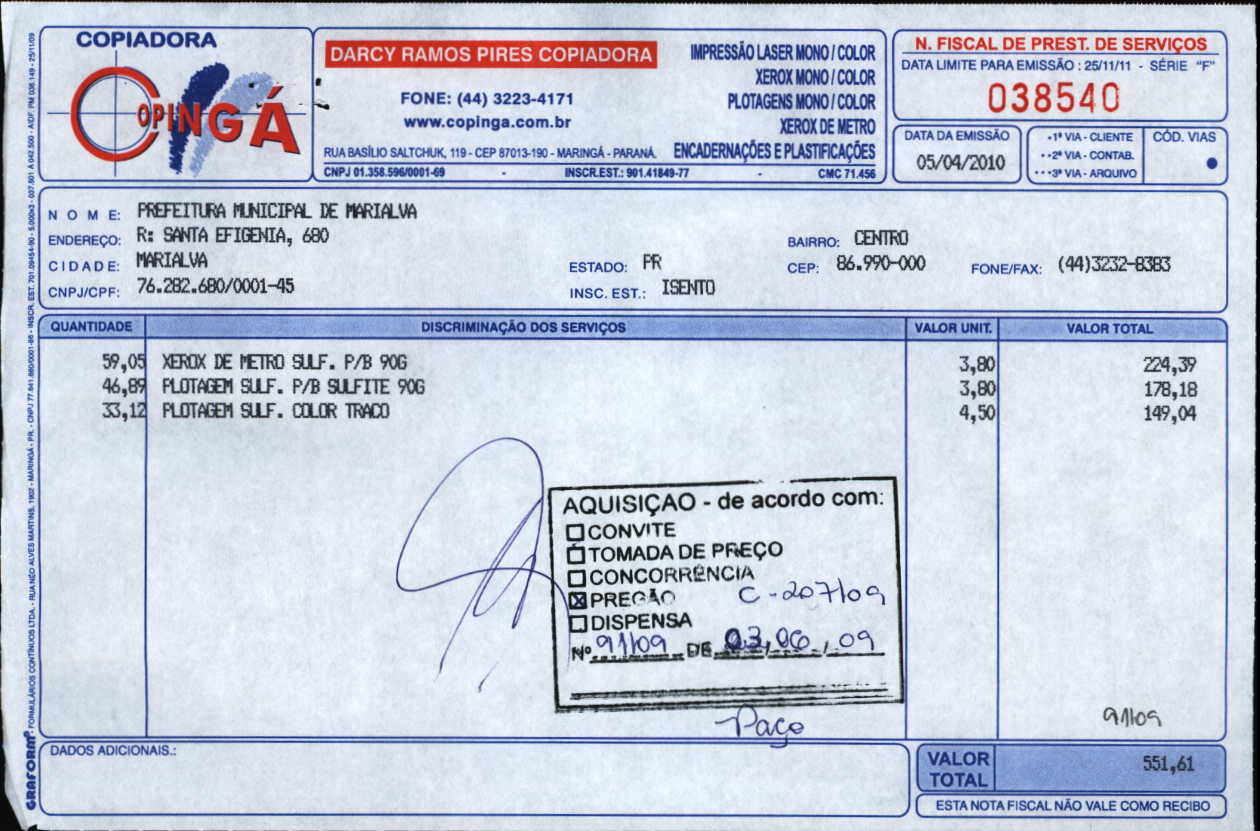 COPIADORA
COPINGÁ
DARCY RAMOS PIRES COPIADORA
FONE: (44) 3223-4171
www.copinga.com.br
IMPRESSÃO LASER MONO / COLOR
XEROX MONO / COLOR
PLOTAGENS MONO / COLOR
XEROX DE METRO
ENCADERNAÇÕES E PLASTIFICAÇÕES
RUA BASÍLIO SALTCHUK, 119 - CEP 87013-190 - MARINGÁ - PARANÁ.
CNPJ 01.358.596/0001-69 - INSCR.EST.: 901.41849-77 - CMC 71.456
N. FISCAL DE PREST. DE SERVIÇOS
DATA LIMITE PARA EMISSÃO : 25/11/11 - SÉRIE "F"
038540
DATA DA EMISSÃO
05/04/2010
•1ª VIA - CLIENTE
••2ª VIA - CONTAB.
•••3ª VIA - ARQUIVO
CÓD. VIAS
NOME: PREFEITURA MUNICIPAL DE MARIALVA
ENDEREÇO: R: SANTA EFIGENIA, 680 BAIRRO: CENTRO
CIDADE: MARIALVA ESTADO: PR CEP: 86.990-000 FONE/FAX: (44)3232-8383
CNPJ/CPF: 76.282.680/0001-45 INSC. EST.: ISENTO
QUANTIDADE DISCRIMINAÇÃO DOS SERVIÇOS VALOR UNIT. VALOR TOTAL
59,05 XEROX DE METRO SULF. P/B 90G 3,80 224,39
46,89 PLOTAGEM SULF. P/B SULFITE 90G 3,80 178,18
33,12 PLOTAGEM SULF. COLOR TRACO 4,50 149,04
AQUISIÇAO - de acordo com:
CONVITE
TOMADA DE PREÇO
CONCORRÊNCIA
PREGÃO C-207/09
DISPENSA
Nº 91/09 DE 03,06,09
91/09
Paço
DADOS ADICIONAIS.:
VALOR TOTAL 551,61
ESTA NOTA FISCAL NÃO VALE COMO RECIBO